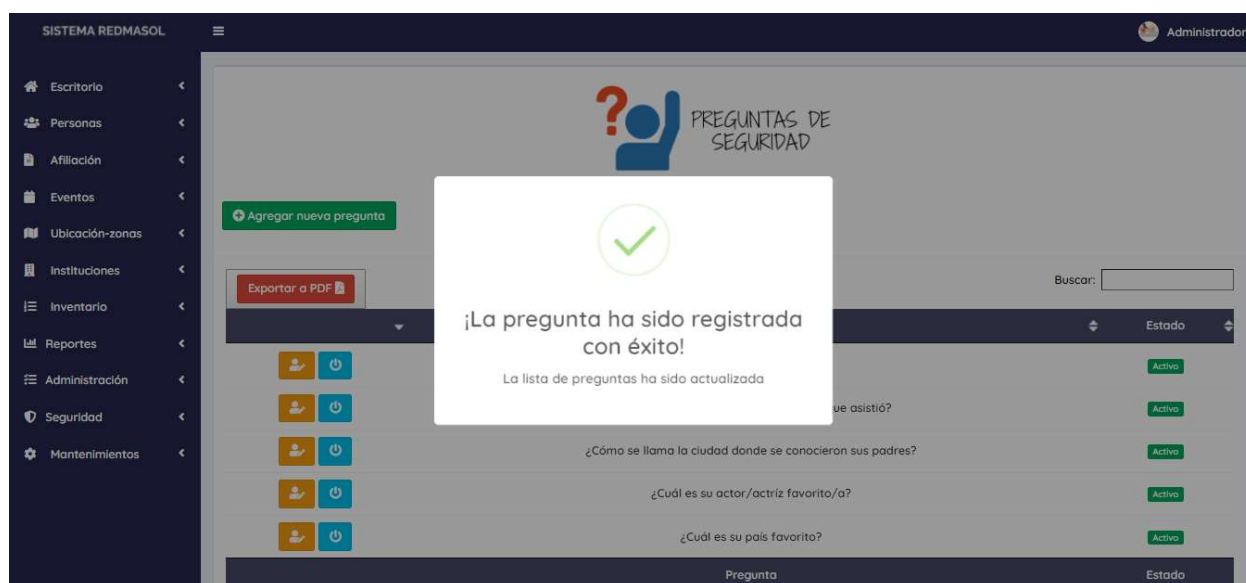 SISTEMA REDMASOL
Administrador
Escritorio
Personas
Afiliación
Eventos
Ubicación-zonas
Instituciones
Inventario
Reportes
Administración
Seguridad
Mantenimientos
PREGUNTAS DE
SEGURIDAD
Agregar nueva pregunta
Exportar a PDF
Buscar:
¡La pregunta ha sido registrada
con éxito!
La lista de preguntas ha sido actualizada
Estado
Activo
ue asistió? Activo
¿Cómo se llama la ciudad donde se conocieron sus padres? Activo
¿Cuál es su actor/actríz favorito/a? Activo
¿Cuál es su país favorito? Activo
Pregunta Estado